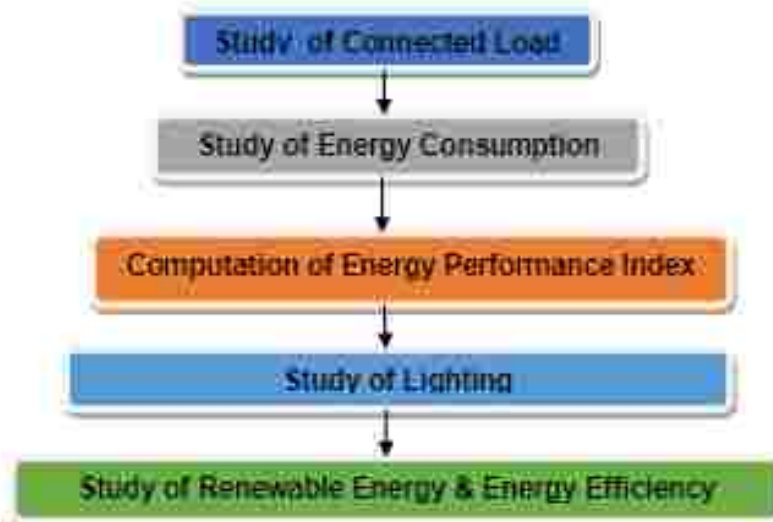 Study of Connected Load
Study of Energy Consumption
Computation of Energy Performance Index
Study of Lighting
Study of Renewable Energy & Energy Efficiency